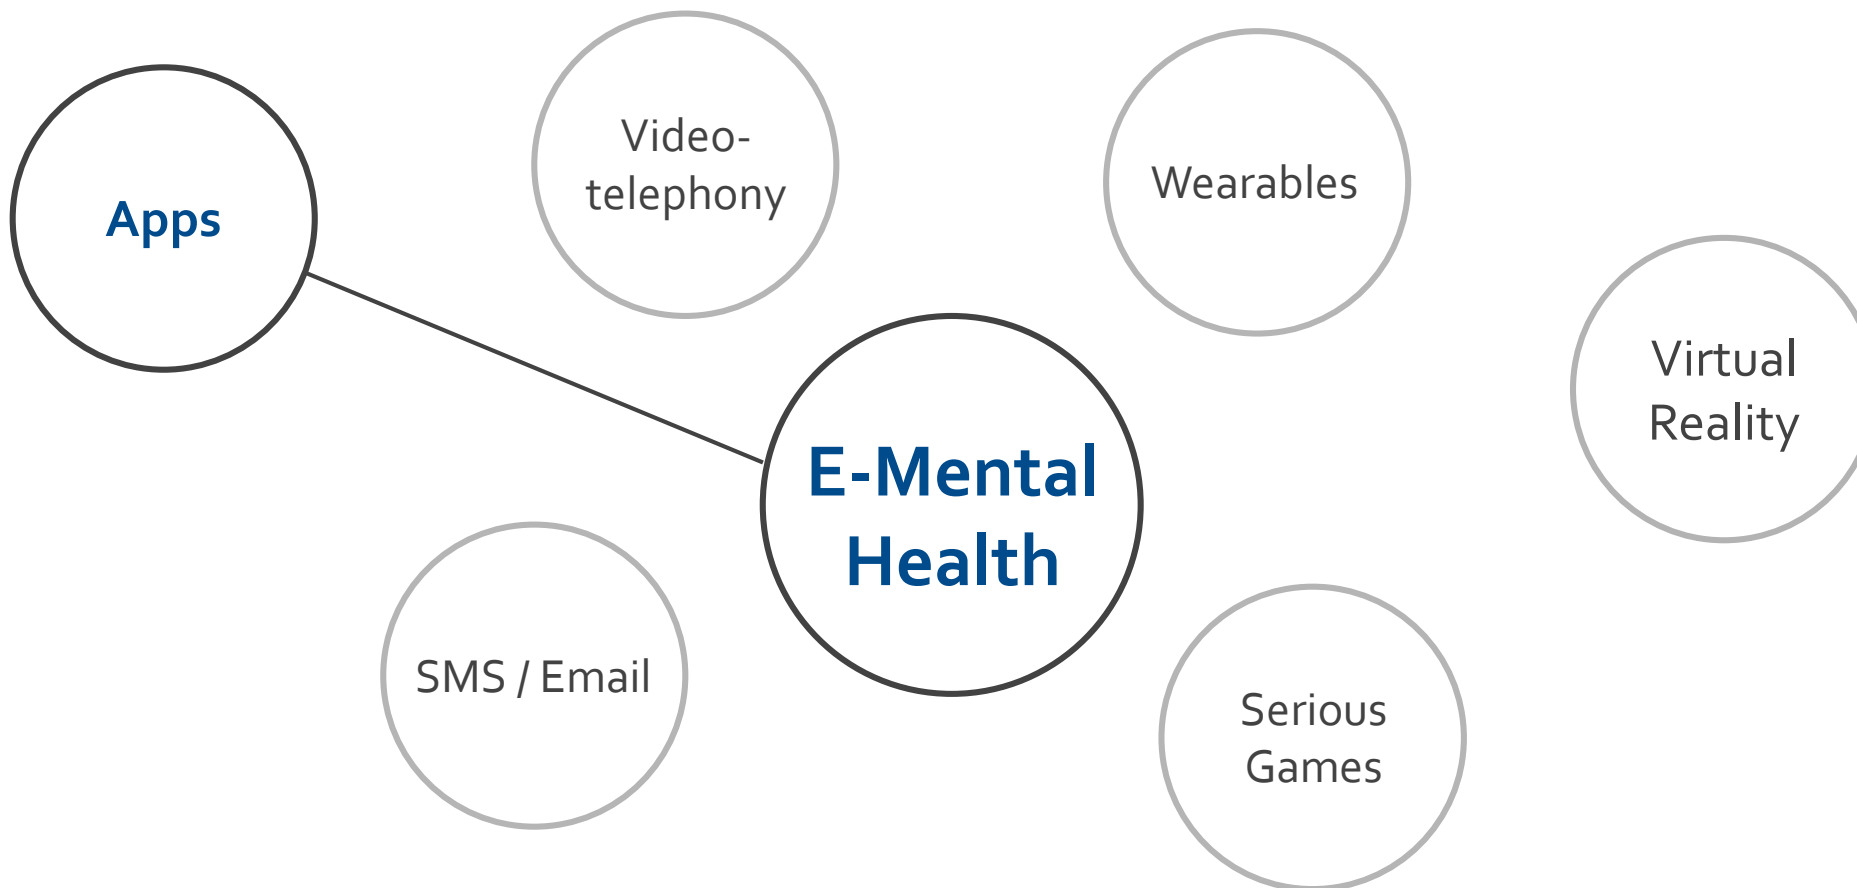 Apps
Video-
telephony
Wearables
Virtual
Reality
E-Mental
Health
SMS / Email
Serious
Games